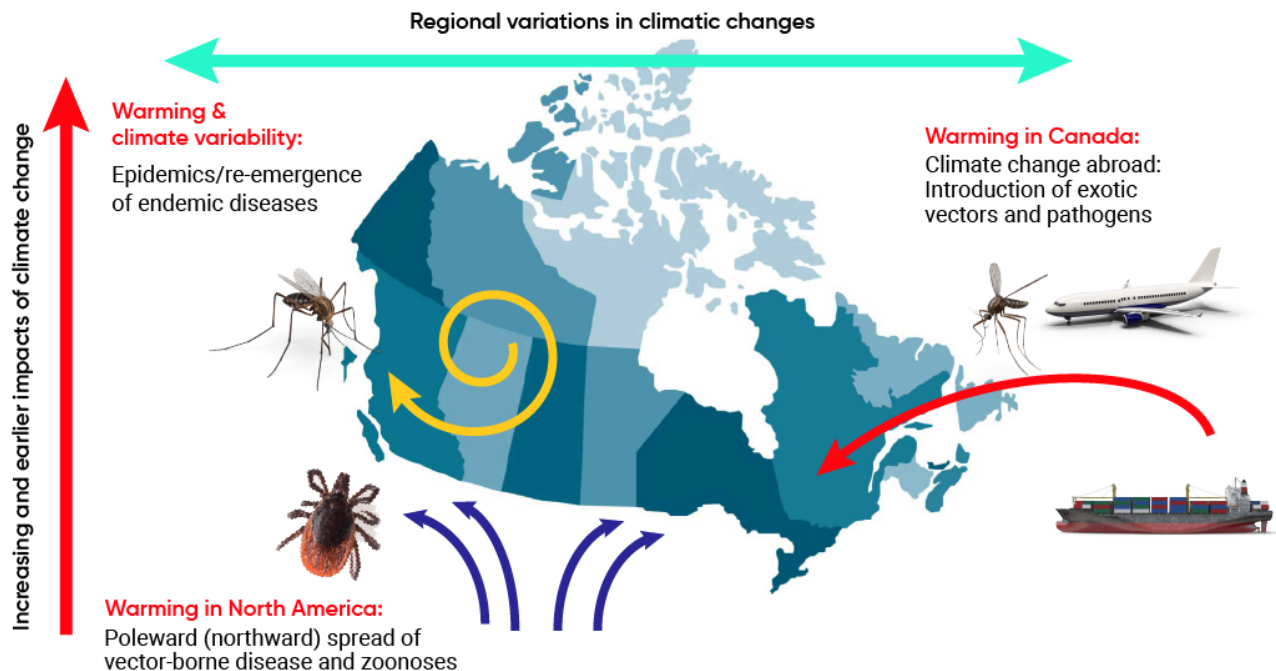 Regional variations in climatic changes
Increasing and earlier impacts of climate change
Warming &
climate variability:
Epidemics/re-emergence
of endemic diseases
Warming in Canada:
Climate change abroad:
Introduction of exotic
vectors and pathogens
Warming in North America:
Poleward (northward) spread of
vector-borne disease and zoonoses